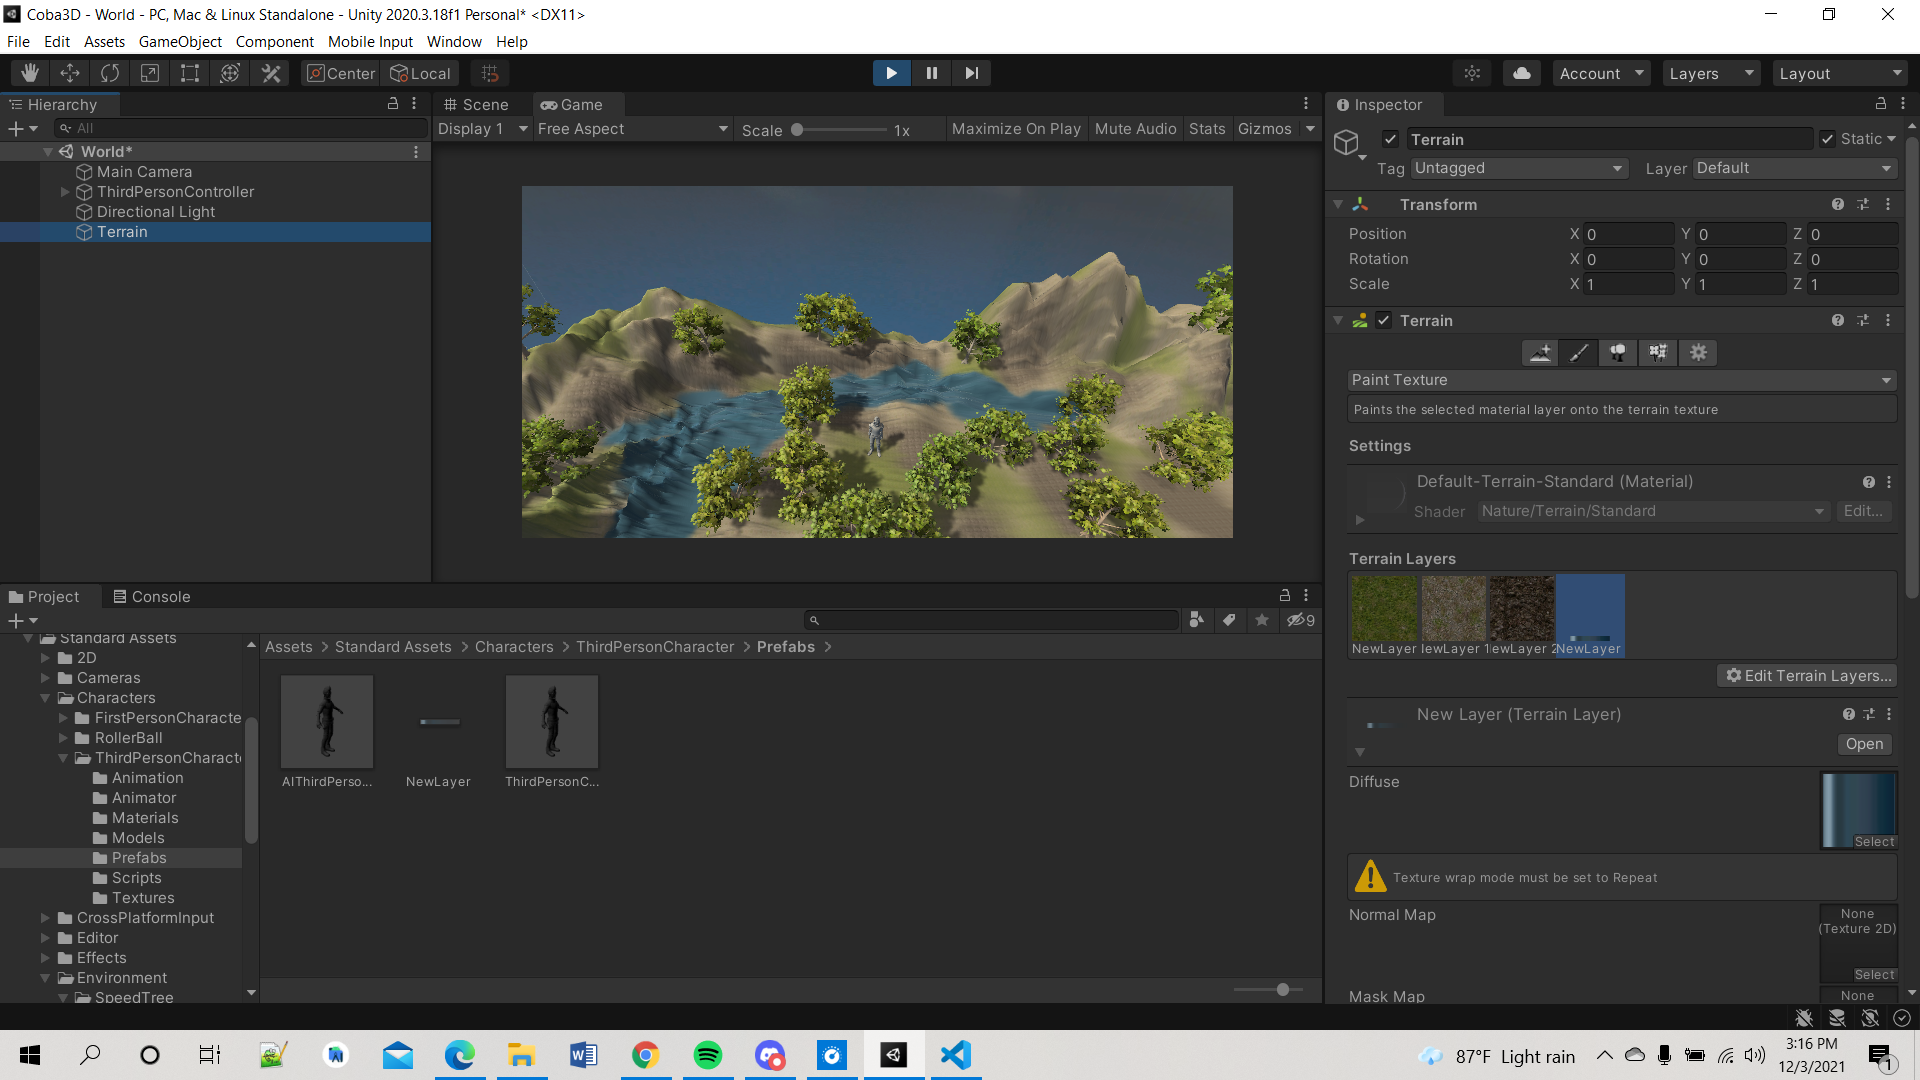 Coba3D - World - PC, Mac & Linux Standalone - Unity 2020.3.18f1 Personal* <DX11>
File Edit Assets GameObject Component Mobile Input Window Help
Center Local
Account Layers Layout
Hierarchy
All
World*
Main Camera
ThirdPersonController
Directional Light
Terrain
Scene Game
Display 1 Free Aspect Scale 1x Maximize On Play Mute Audio Stats Gizmos
Inspector
Terrain Static
Tag Untagged Layer Default
Transform
Position X 0 Y 0 Z 0
Rotation X 0 Y 0 Z 0
Scale X 1 Y 1 Z 1
Terrain
Paint Texture
Paints the selected material layer onto the terrain texture
Settings
Default-Terrain-Standard (Material)
Shader Nature/Terrain/Standard Edit...
Terrain Layers
NewLayer lewLayer 1 lewLayer 2 NewLayer
Edit Terrain Layers...
New Layer (Terrain Layer)
Open
Diffuse
Select
Texture wrap mode must be set to Repeat
Normal Map
None
(Texture 2D)
Select
Mask Map
None
Project Console
9
Standard Assets
2D
Cameras
Characters
FirstPersonCharacte
RollerBall
ThirdPersonCharact
Animation
Animator
Materials
Models
Prefabs
Scripts
Textures
CrossPlatformInput
Editor
Effects
Environment
SpeedTree
Assets > Standard Assets > Characters > ThirdPersonCharacter > Prefabs >
AIThirdPerso... NewLayer ThirdPersonC...
87°F Light rain
3:16 PM
12/3/2021
1